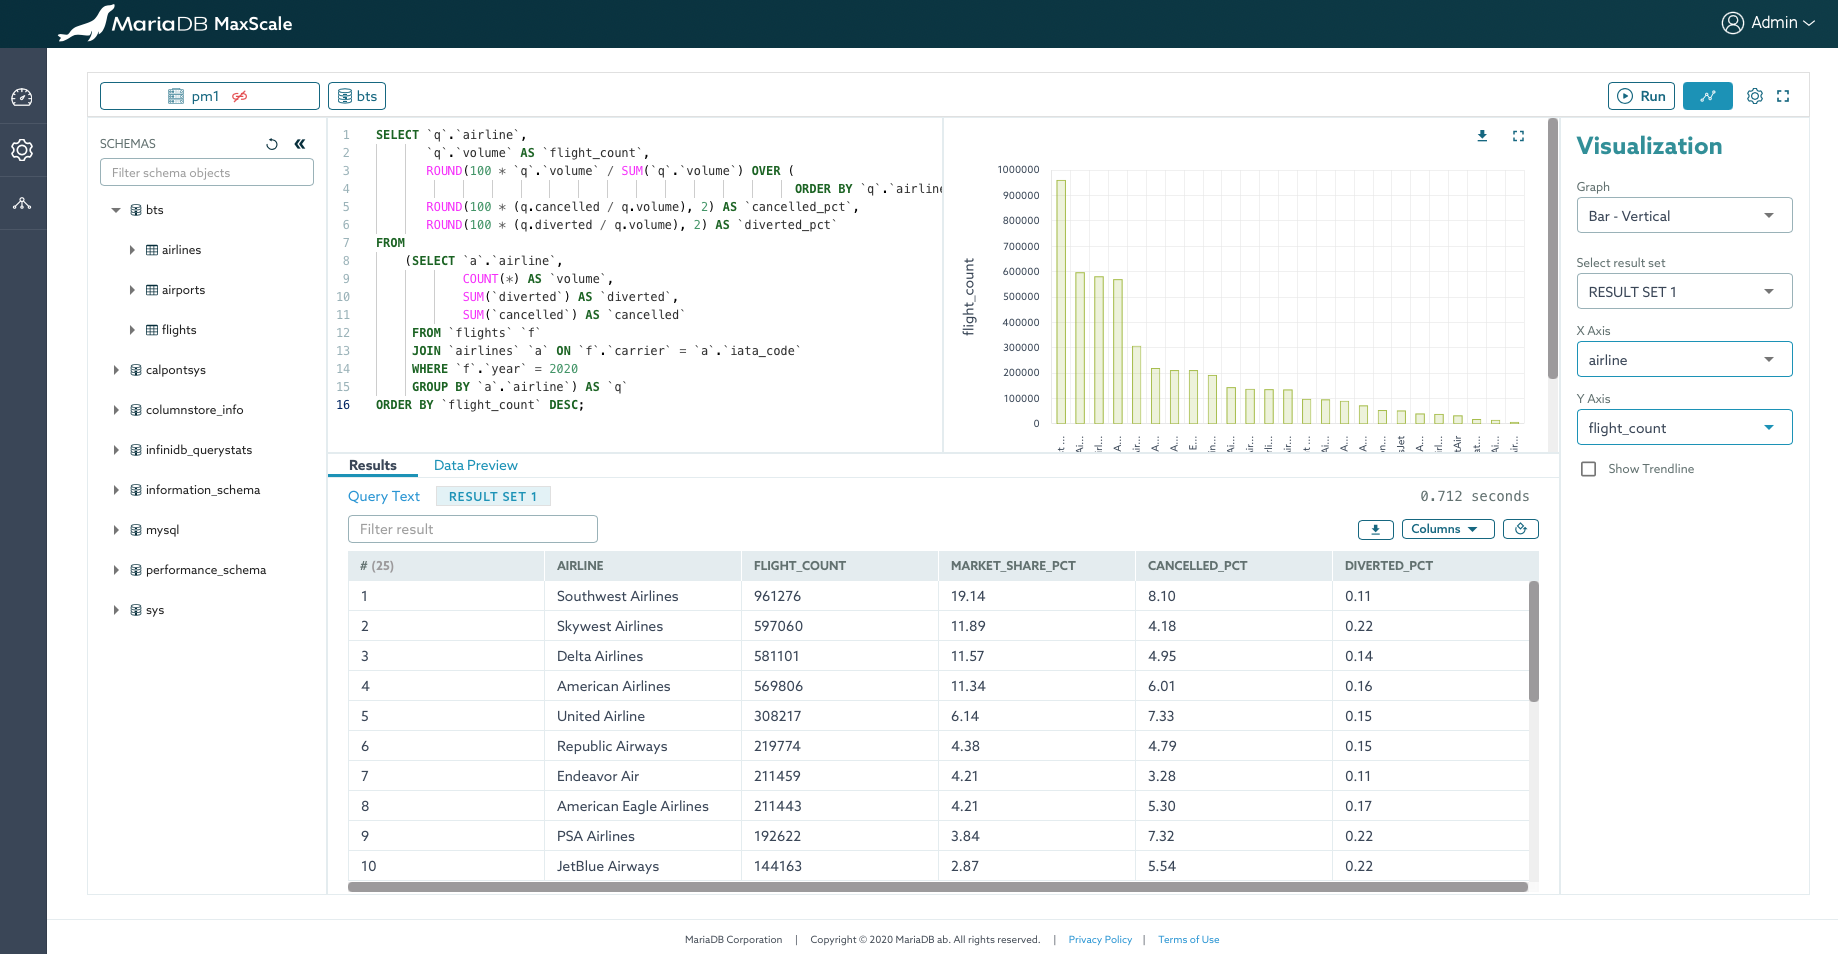 MariaDB MaxScale
Admin
pm1
bts
Run
SCHEMAS
Filter schema objects
bts
airlines
airports
flights
calpontsys
columnstore_info
infinidb_querystats
information_schema
mysql
performance_schema
sys
1 SELECT `q`.`airline`,
2 `q`.`volume` AS `flight_count`,
3 ROUND(100 * `q`.`volume` / SUM(`q`.`volume`) OVER (
4 ORDER BY `q`.`airline
5 ROUND(100 * (q.cancelled / q.volume), 2) AS `cancelled_pct`,
6 ROUND(100 * (q.diverted / q.volume), 2) AS `diverted_pct`
7 FROM
8 (SELECT `a`.`airline`,
9 COUNT(*) AS `volume`,
10 SUM(`diverted`) AS `diverted`,
11 SUM(`cancelled`) AS `cancelled`
12 FROM `flights` `f`
13 JOIN `airlines` `a` ON `f`.`carrier` = `a`.`iata_code`
14 WHERE `f`.`year` = 2020
15 GROUP BY `a`.`airline`) AS `q`
16 ORDER BY `flight_count` DESC;
flight_count
1000000
900000
800000
700000
600000
500000
400000
300000
200000
100000
0
Visualization
Graph
Bar - Vertical
Select result set
RESULT SET 1
X Axis
airline
Y Axis
flight_count
Show Trendline
Results Data Preview
Query Text RESULT SET 1 0.712 seconds
Filter result Columns
# (25) AIRLINE FLIGHT_COUNT MARKET_SHARE_PCT CANCELLED_PCT DIVERTED_PCT
1 Southwest Airlines 961276 19.14 8.10 0.11
2 Skywest Airlines 597060 11.89 4.18 0.22
3 Delta Airlines 581101 11.57 4.95 0.14
4 American Airlines 569806 11.34 6.01 0.16
5 United Airline 308217 6.14 7.33 0.15
6 Republic Airways 219774 4.38 4.79 0.15
7 Endeavor Air 211459 4.21 3.28 0.11
8 American Eagle Airlines 211443 4.21 5.30 0.17
9 PSA Airlines 192622 3.84 7.32 0.22
10 JetBlue Airways 144163 2.87 5.54 0.22
MariaDB Corporation | Copyright © 2020 MariaDB ab. All rights reserved. | Privacy Policy | Terms of Use